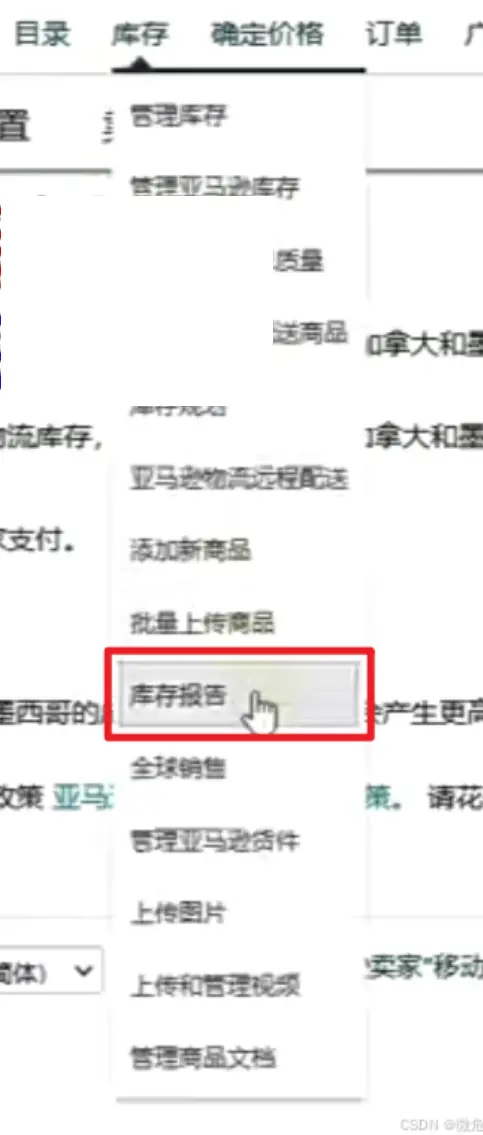 目录 库存 确定价格 订单 广
置
管理库存
管理亚马逊库存
质量
送商品
加拿大和墨
库存规划
物流库存， 加拿大和墨
亚马逊物流远程配送
家支付。
添加新商品
批量上传商品
库存报告
墨西哥的 会产生更高
全球销售
政策 亚马 策。 请花
管理亚马逊货件
上传图片
简体） 卖家"移动
上传和管理视频
管理商品文档
CSDN @微危